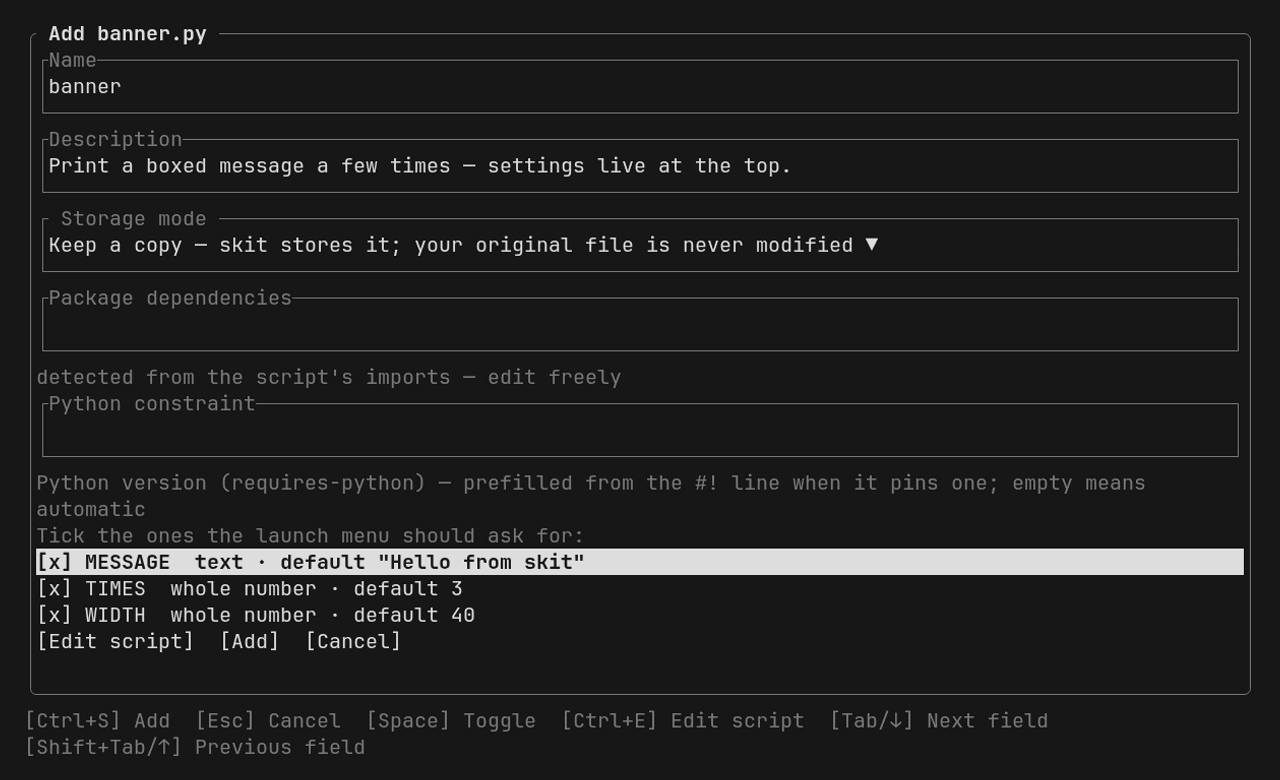 Add banner.py
Name
banner
Description
Print a boxed message a few times — settings live at the top.
Storage mode
Keep a copy — skit stores it; your original file is never modified ▼
Package dependencies
detected from the script's imports — edit freely
Python constraint
Python version (requires-python) — prefilled from the #! line when it pins one; empty means
automatic
Tick the ones the launch menu should ask for:
[x] MESSAGE  text · default "Hello from skit"
[x] TIMES  whole number · default 3
[x] WIDTH  whole number · default 40
[Edit script]  [Add]  [Cancel]
[Ctrl+S] Add  [Esc] Cancel  [Space] Toggle  [Ctrl+E] Edit script  [Tab/↓] Next field
[Shift+Tab/↑] Previous field